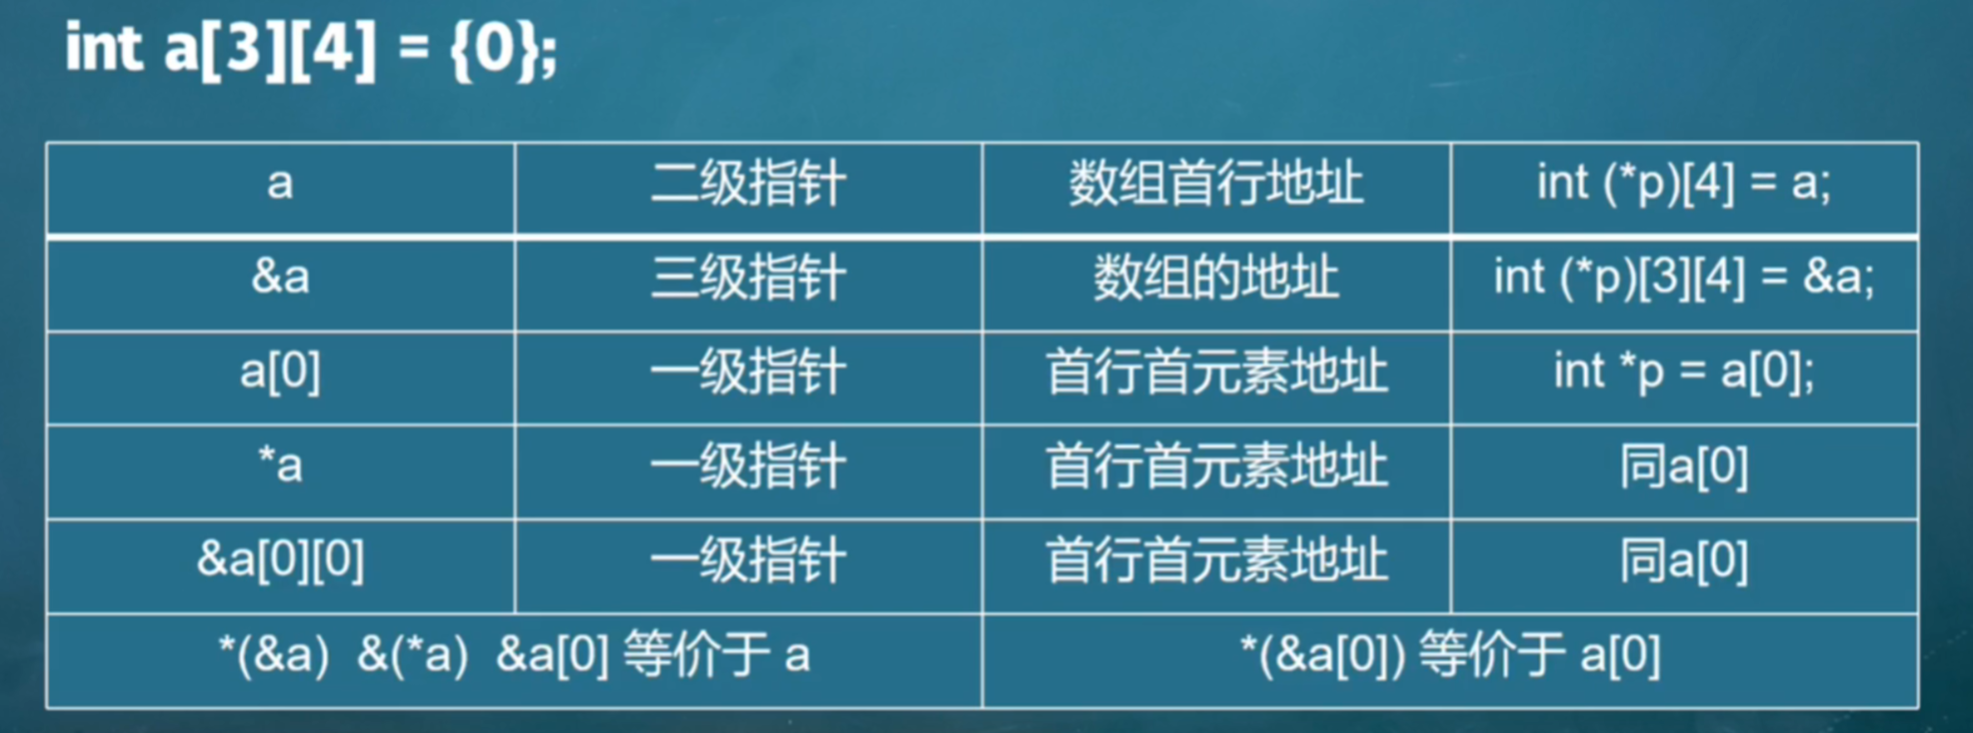 int a[3][4] = {0};
a 二级指针 数组首行地址 int (*p)[4] = a;
&a 三级指针 数组的地址 int (*p)[3][4] = &a;
a[0] 一级指针 首行首元素地址 int *p = a[0];
*a 一级指针 首行首元素地址 同a[0]
&a[0][0] 一级指针 首行首元素地址 同a[0]
*(&a) &(*a) &a[0] 等价于 a *(&a[0]) 等价于 a[0]